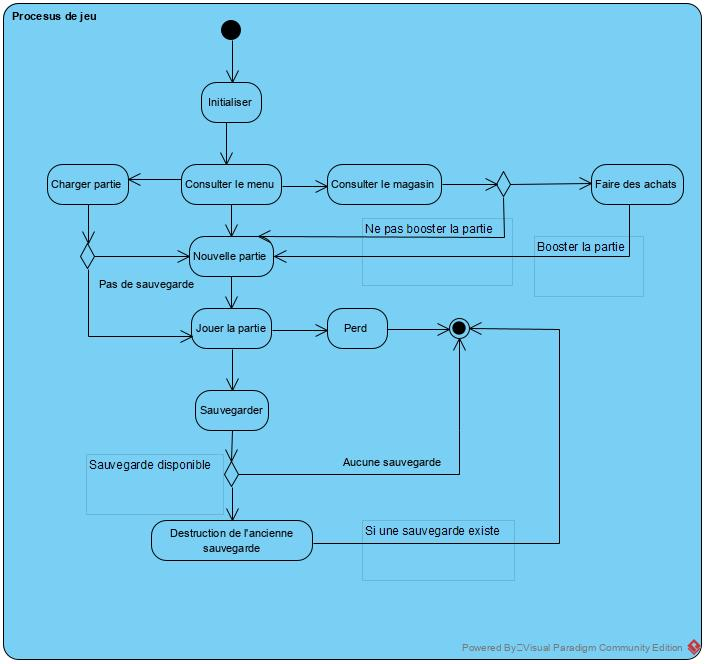 Procesus de jeu
Initialiser
Charger partie
Consulter le menu
Consulter le magasin
Faire des achats
Ne pas booster la partie
Booster la partie
Nouvelle partie
Pas de sauvegarde
Jouer la partie
Perd
Sauvegarder
Aucune sauvegarde
Sauvegarde disponible
Destruction de l'ancienne
sauvegarde
Si une sauvegarde existe
Powered By Visual Paradigm Community Edition